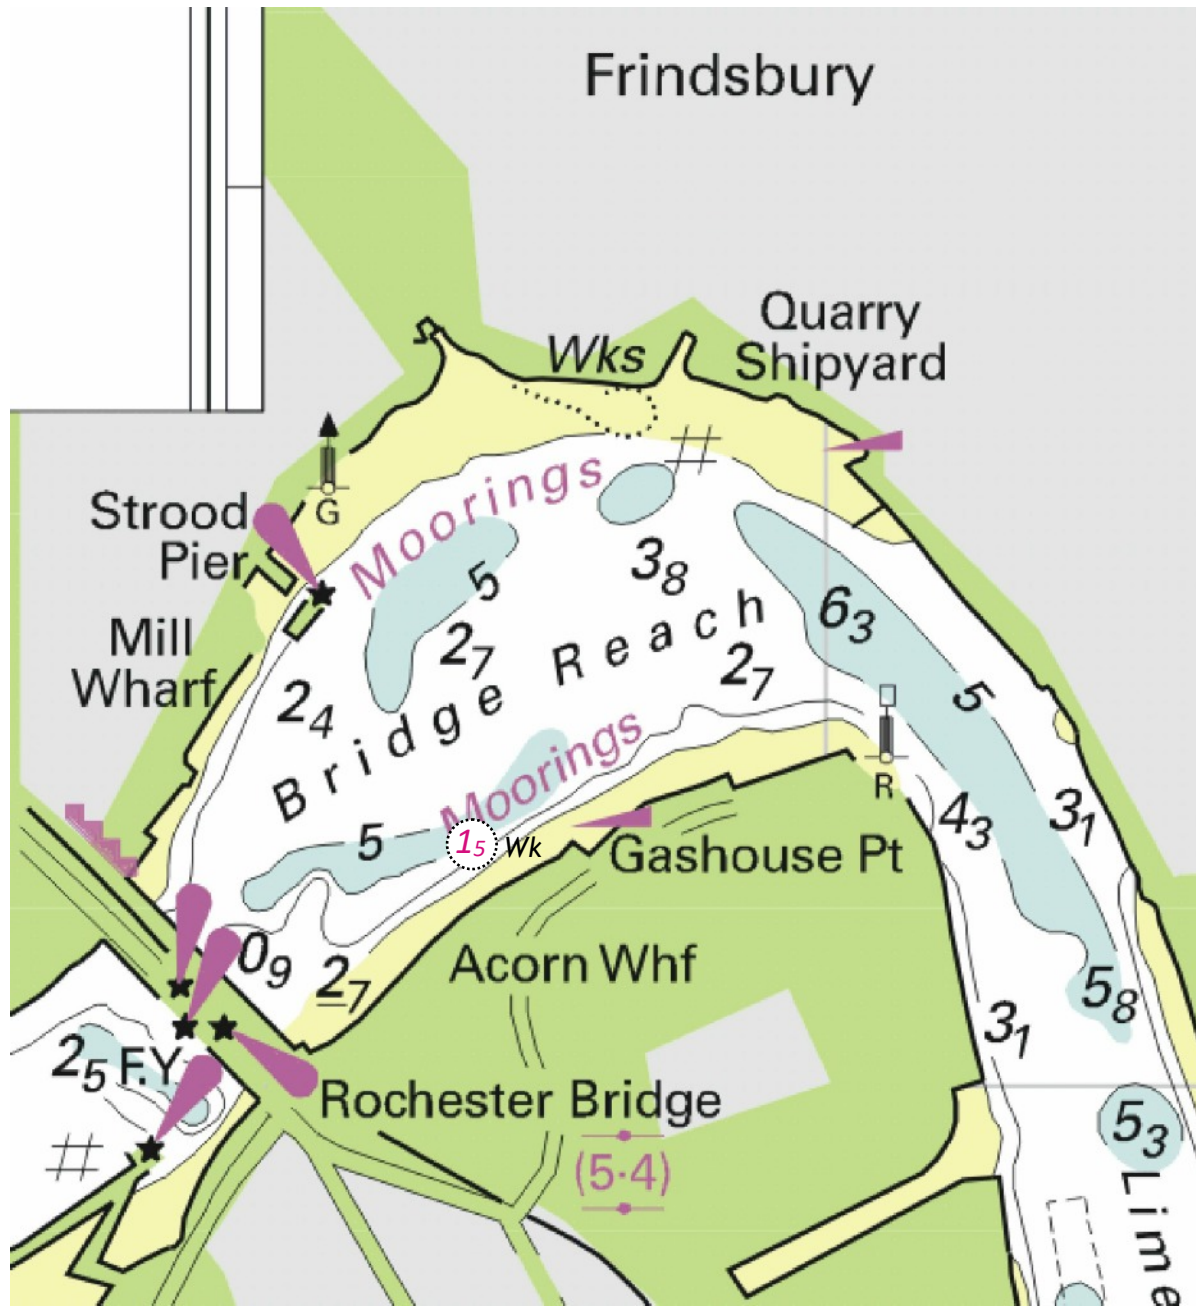 Frindsbury
Quarry
Shipyard
Wks
Moorings
G
Strood
Pier
5
3₈
6₃
Mill
Wharf
2₇
Bridge Reach
2₇
2₄
5
Moorings
R
4₃
3₁
5
1₅ Wk
Gashouse Pt
0₉
2₇
Acorn Whf
5₈
3₁
2₅
F.Y
Rochester Bridge
(5·4)
5₃
Lime